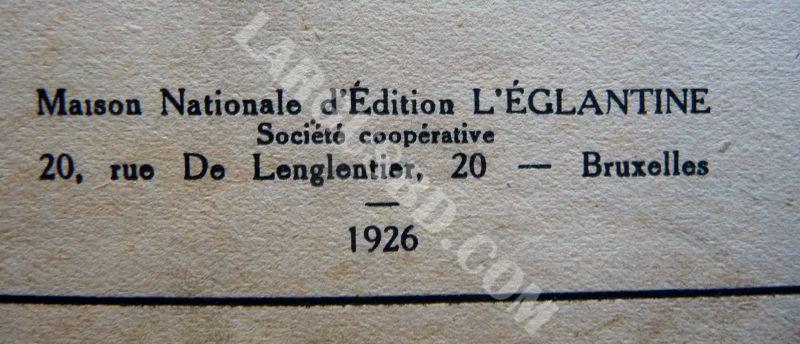 Maison Nationale d'Édition L'ÉGLANTINE
Société coopérative
20, rue De Lenglentier, 20 — Bruxelles
—
1926